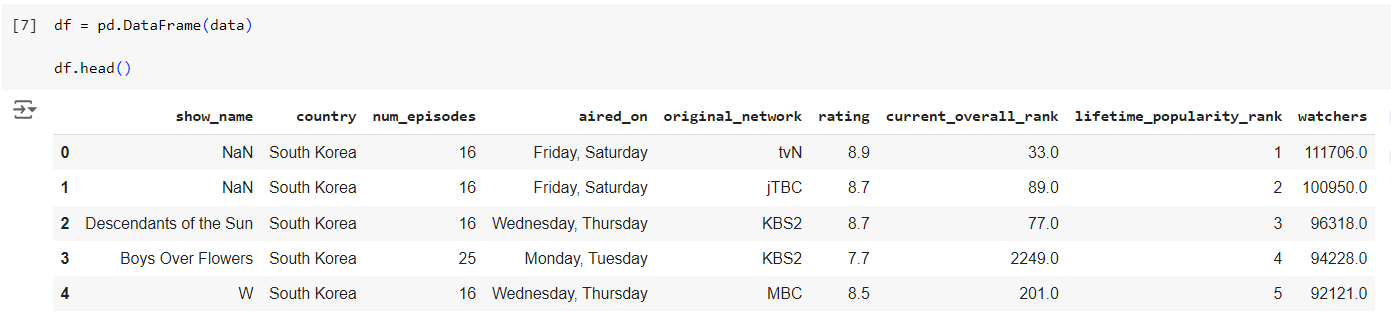 [7] df = pd.DataFrame(data)
df.head()
show_name country num_episodes aired_on original_network rating current_overall_rank lifetime_popularity_rank watchers
0 NaN South Korea 16 Friday, Saturday tvN 8.9 33.0 1 111706.0
1 NaN South Korea 16 Friday, Saturday jTBC 8.7 89.0 2 100950.0
2 Descendants of the Sun South Korea 16 Wednesday, Thursday KBS2 8.7 77.0 3 96318.0
3 Boys Over Flowers South Korea 25 Monday, Tuesday KBS2 7.7 2249.0 4 94228.0
4 W South Korea 16 Wednesday, Thursday MBC 8.5 201.0 5 92121.0